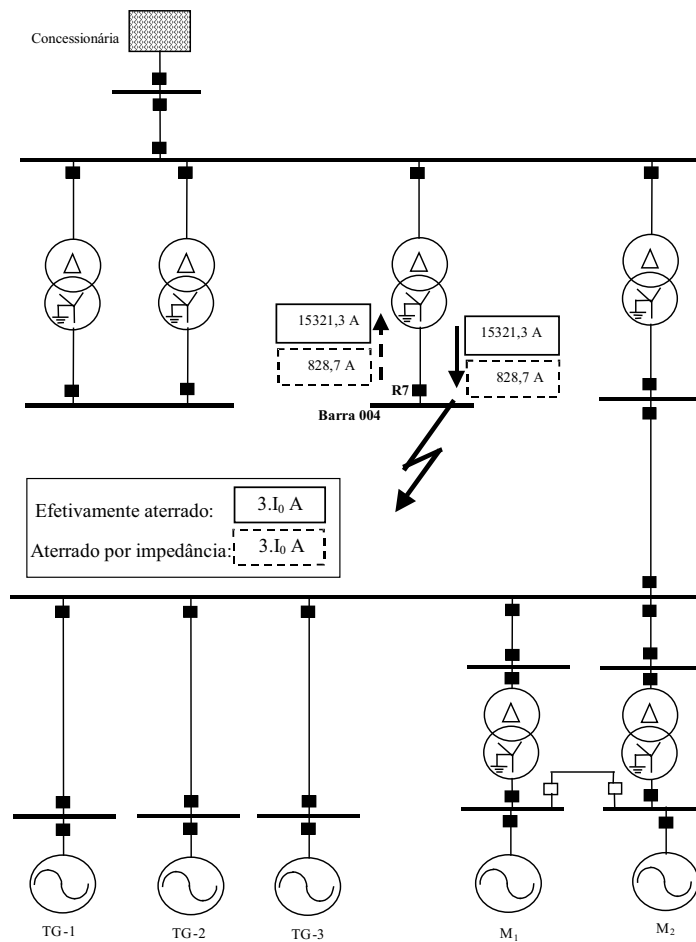 Concessionária
15321,3 A
15321,3 A
828,7 A
828,7 A
R7
Barra 004
Efetivamente aterrado: 3.I₀ A
Aterrado por impedância: 3.I₀ A
TG-1
TG-2
TG-3
M₁
M₂